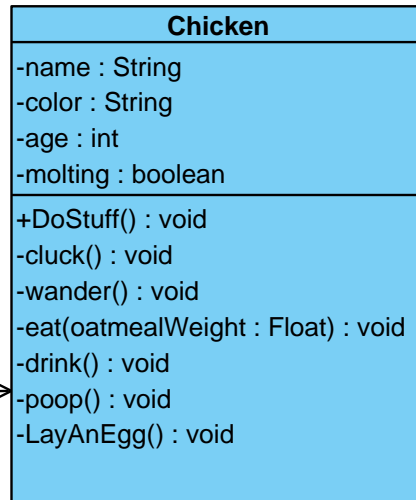 Chicken
-name : String
-color : String
-age : int
-molting : boolean
+DoStuff() : void
-cluck() : void
-wander() : void
-eat(oatmealWeight : Float) : void
-drink() : void
-poop() : void
-LayAnEgg() : void